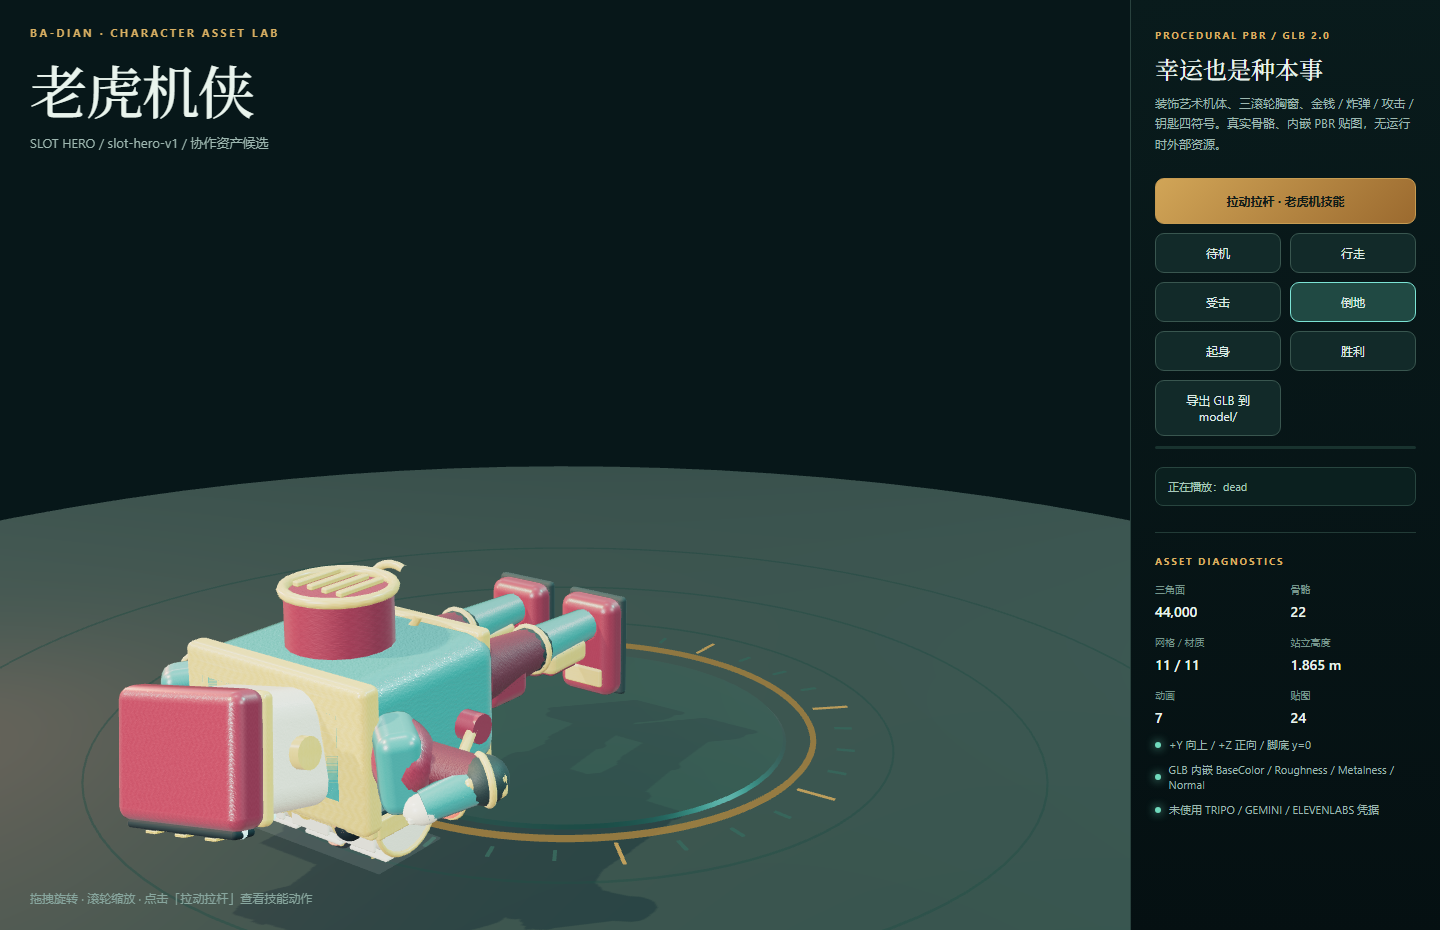 BA-DIAN · CHARACTER ASSET LAB
老虎机侠
SLOT HERO / slot-hero-v1 / 协作资产候选
拖拽旋转 · 滚轮缩放 · 点击「拉动拉杆」查看技能动作
PROCEDURAL PBR / GLB 2.0
幸运也是种本事
装饰艺术机体、三滚轮胸窗、金钱 / 炸弹 / 攻击 /
钥匙四符号。真实骨骼、内嵌 PBR 贴图，无运行
时外部资源。
拉动拉杆 · 老虎机技能
待机
行走
受击
倒地
起身
胜利
导出 GLB 到
model/
正在播放：dead
ASSET DIAGNOSTICS
三角面
骨骼
44,000
22
网格 / 材质
站立高度
11 / 11
1.865 m
动画
贴图
7
24
+Y 向上 / +Z 正向 / 脚底 y=0
GLB 内嵌 BaseColor / Roughness / Metalness /
Normal
未使用 TRIPO / GEMINI / ELEVENLABS 凭据